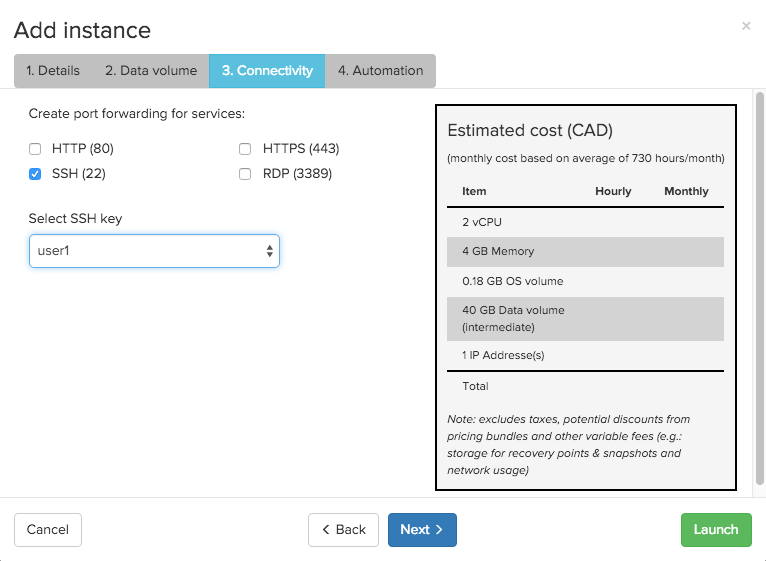 Add instance
×
1. Details 2. Data volume 3. Connectivity 4. Automation
Create port forwarding for services:
HTTP (80) HTTPS (443)
SSH (22) RDP (3389)
Select SSH key
user1
Estimated cost (CAD)
(monthly cost based on average of 730 hours/month)
Item Hourly Monthly
2 vCPU
4 GB Memory
0.18 GB OS volume
40 GB Data volume
(intermediate)
1 IP Addresse(s)
Total
Note: excludes taxes, potential discounts from
pricing bundles and other variable fees (e.g.:
storage for recovery points & snapshots and
network usage)
Cancel < Back Next > Launch